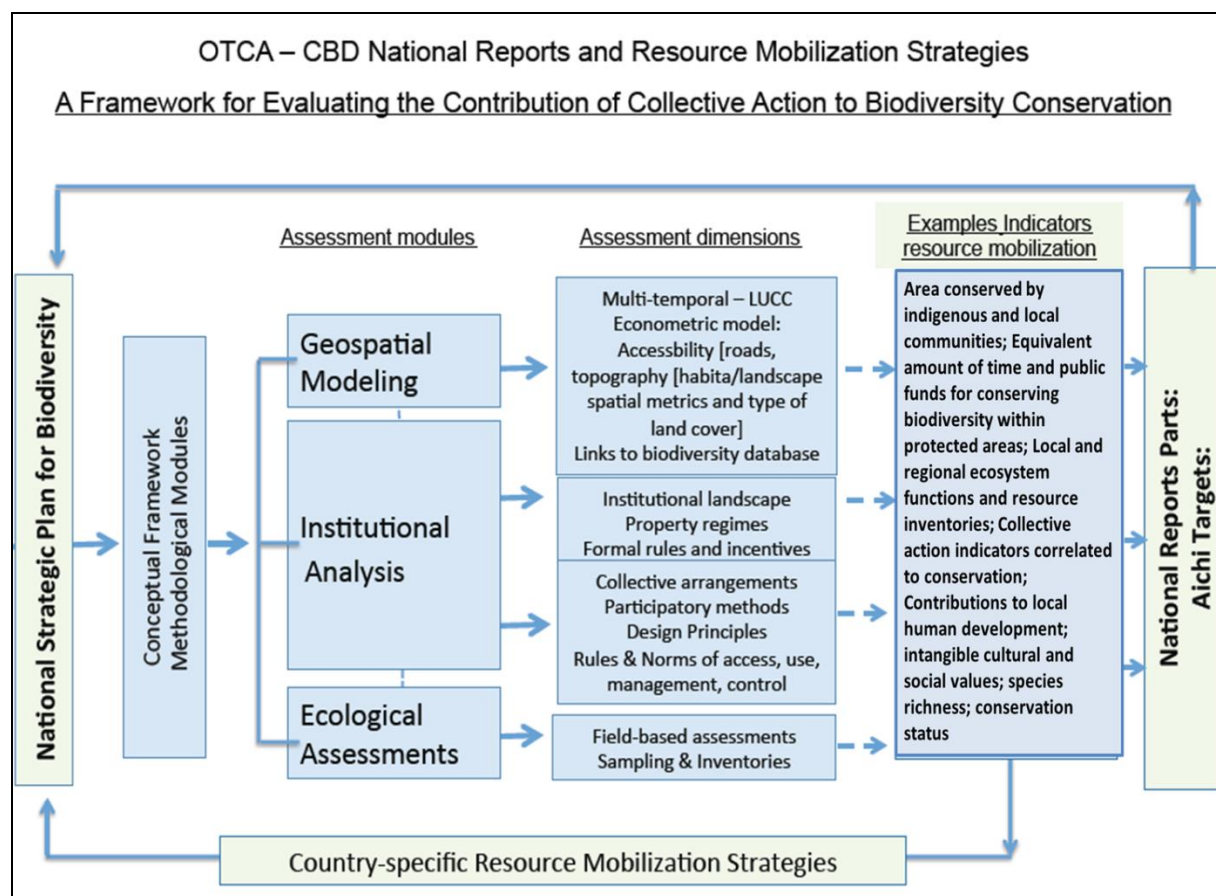 OTCA – CBD National Reports and Resource Mobilization Strategies
A Framework for Evaluating the Contribution of Collective Action to Biodiversity Conservation
Assessment modules
Assessment dimensions
Examples Indicators
resource mobilization
National Strategic Plan for Biodiversity
Conceptual Framework
Methodological Modules
Geospatial
Modeling
Institutional
Analysis
Ecological
Assessments
Multi-temporal – LUCC
Econometric model:
Accessbility [roads,
topography [habita/landscape
spatial metrics and type of
land cover]
Links to biodiversity database
Institutional landscape
Property regimes
Formal rules and incentives
Collective arrangements
Participatory methods
Design Principles
Rules & Norms of access, use,
management, control
Field-based assessments
Sampling & Inventories
Area conserved by
indigenous and local
communities; Equivalent
amount of time and public
funds for conserving
biodiversity within
protected areas; Local and
regional ecosystem
functions and resource
inventories; Collective
action indicators correlated
to conservation;
Contributions to local
human development;
intangible cultural and
social values; species
richness; conservation
status
National Reports Parts:
Aichi Targets:
Country-specific Resource Mobilization Strategies